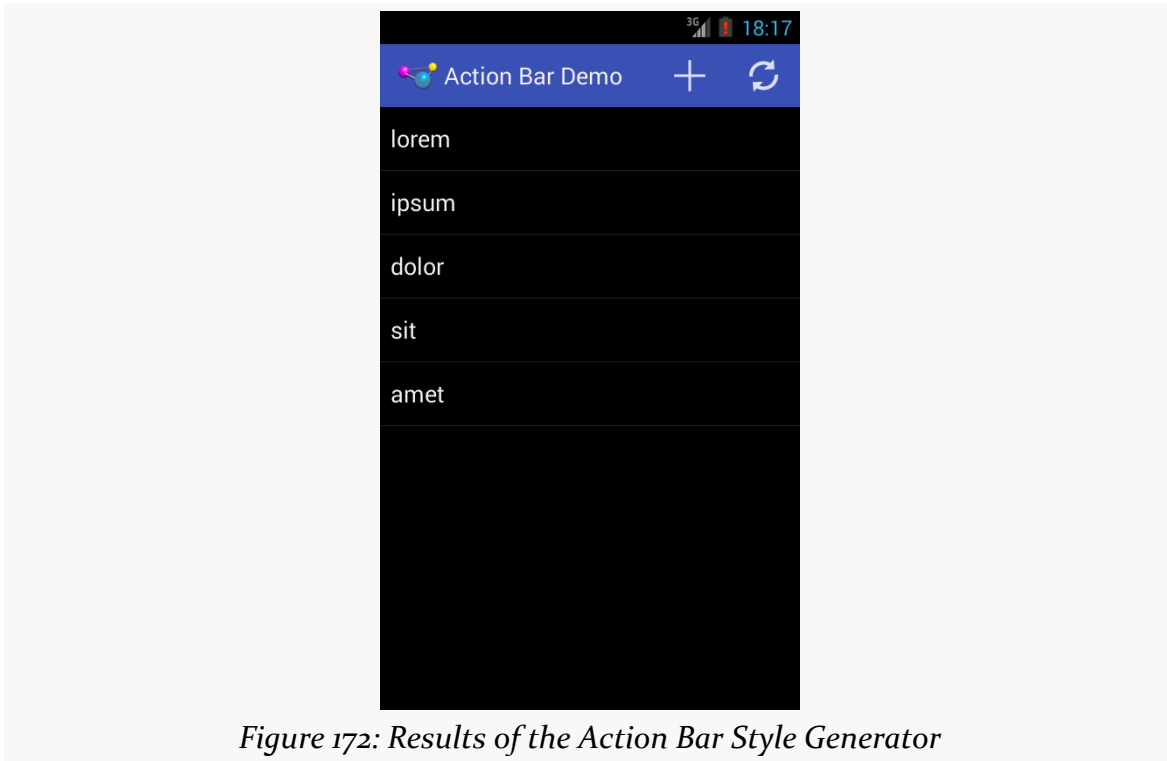 3G 18:17
Action Bar Demo
lorem
ipsum
dolor
sit
amet
Figure 172: Results of the Action Bar Style Generator